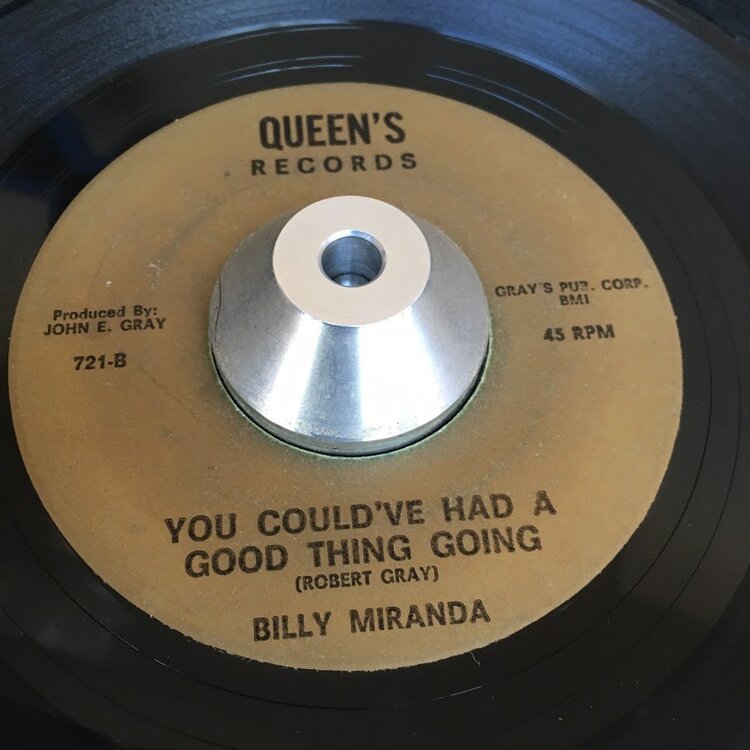 QUEEN'S
RECORDS
Produced By:
JOHN E. GRAY
721-B
GRAY'S PUB. CORP.
BMI
45 RPM
YOU COULD'VE HAD A
GOOD THING GOING
(ROBERT GRAY)
BILLY MIRANDA